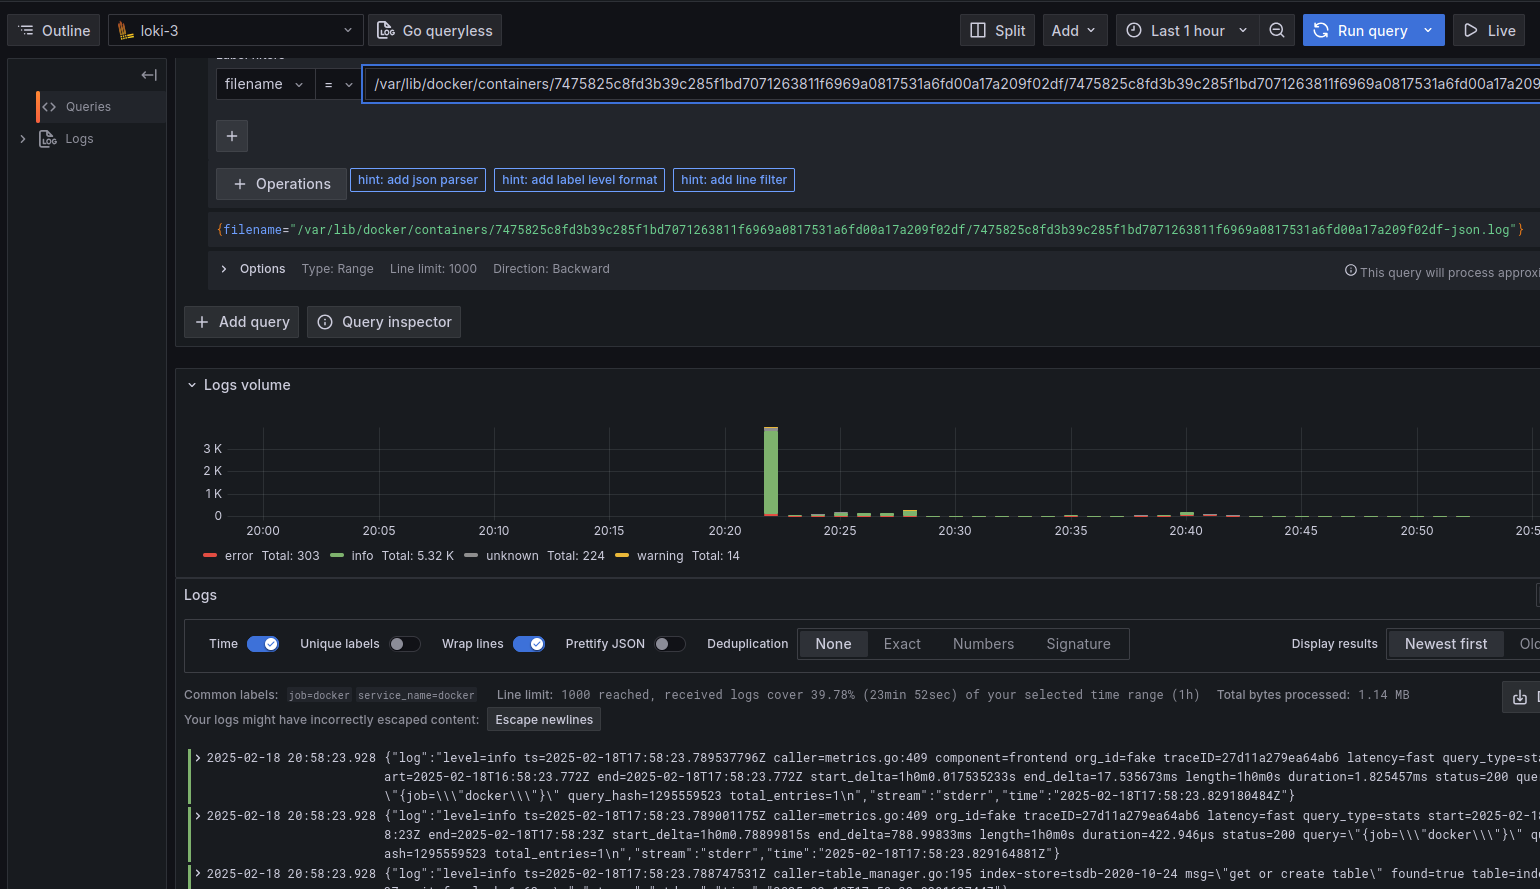 Outline
loki-3
Go queryless
Split
Add
Last 1 hour
Run query
Live
Queries
Logs
Label filters
filename
=
/var/lib/docker/containers/7475825c8fd3b39c285f1bd7071263811f6969a0817531a6fd00a17a209f02df/7475825c8fd3b39c285f1bd7071263811f6969a0817531a6fd00a17a209
+
+ Operations
hint: add json parser
hint: add label level format
hint: add line filter
{filename="/var/lib/docker/containers/7475825c8fd3b39c285f1bd7071263811f6969a0817531a6fd00a17a209f02df/7475825c8fd3b39c285f1bd7071263811f6969a0817531a6fd00a17a209f02df-json.log"}
Options Type: Range Line limit: 1000 Direction: Backward
This query will process approxi
+ Add query
Query inspector
Logs volume
3 K
2 K
1 K
0
20:00 20:05 20:10 20:15 20:20 20:25 20:30 20:35 20:40 20:45 20:50 20:5
error Total: 303 info Total: 5.32 K unknown Total: 224 warning Total: 14
Logs
Time Unique labels Wrap lines Prettify JSON Deduplication None Exact Numbers Signature Display results Newest first Old
Common labels: job=docker service_name=docker Line limit: 1000 reached, received logs cover 39.78% (23min 52sec) of your selected time range (1h) Total bytes processed: 1.14 MB
Your logs might have incorrectly escaped content: Escape newlines
2025-02-18 20:58:23.928 {"log":"level=info ts=2025-02-18T17:58:23.789537796Z caller=metrics.go:409 component=frontend org_id=fake traceID=27d11a279ea64ab6 latency=fast query_type=sta
art=2025-02-18T16:58:23.772Z end=2025-02-18T17:58:23.772Z start_delta=1h0m0.017535233s end_delta=17.535673ms length=1h0m0s duration=1.825457ms status=200 que
\"{job=\\\"docker\\\"}\" query_hash=1295559523 total_entries=1\n","stream":"stderr","time":"2025-02-18T17:58:23.829180484Z"}
2025-02-18 20:58:23.928 {"log":"level=info ts=2025-02-18T17:58:23.789001175Z caller=metrics.go:409 org_id=fake traceID=27d11a279ea64ab6 latency=fast query_type=stats start=2025-02-18
8:23Z end=2025-02-18T17:58:23Z start_delta=1h0m0.78899815s end_delta=788.99833ms length=1h0m0s duration=422.946µs status=200 query=\"{job=\\\"docker\\\"}\" qu
ash=1295559523 total_entries=1\n","stream":"stderr","time":"2025-02-18T17:58:23.829164881Z"}
2025-02-18 20:58:23.928 {"log":"level=info ts=2025-02-18T17:58:23.788747531Z caller=table_manager.go:195 index-store=tsdb-2020-10-24 msg=\"get or create table\" found=true table=ind